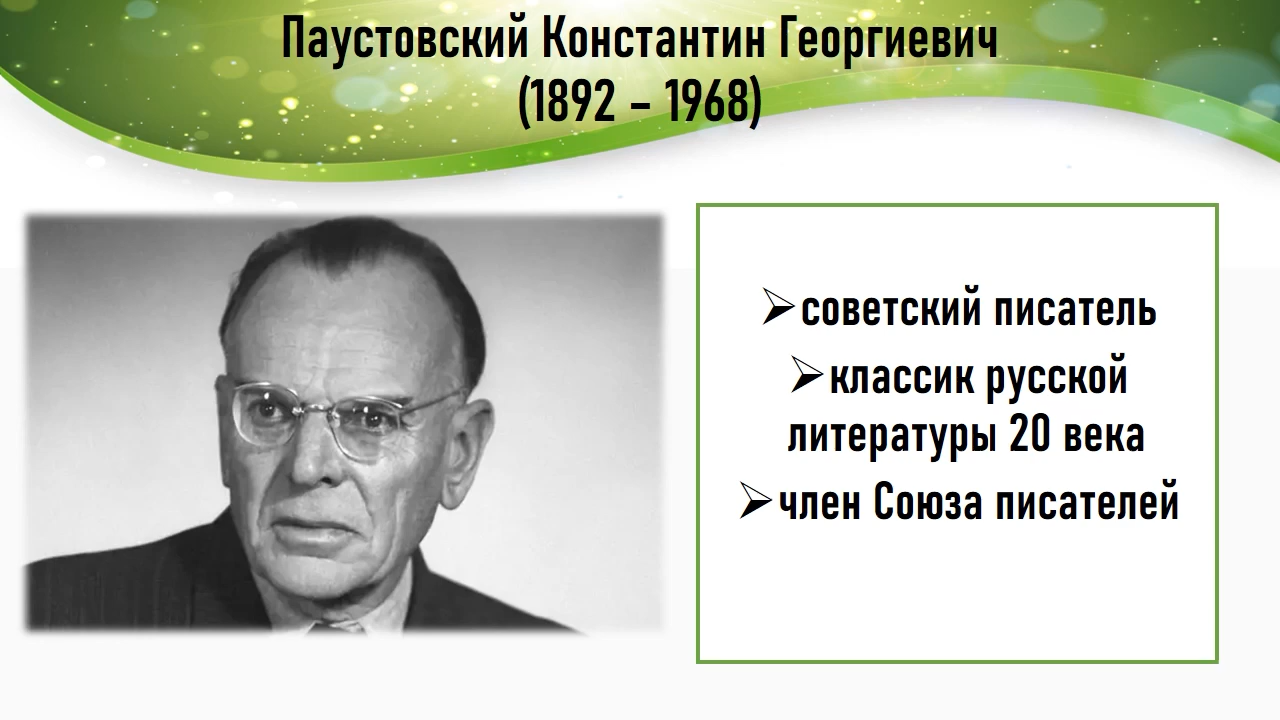 Паустовский Константин Георгиевич
(1892 – 1968)
➢советский писатель
➢классик русской
литературы 20 века
➢член Союза писателей